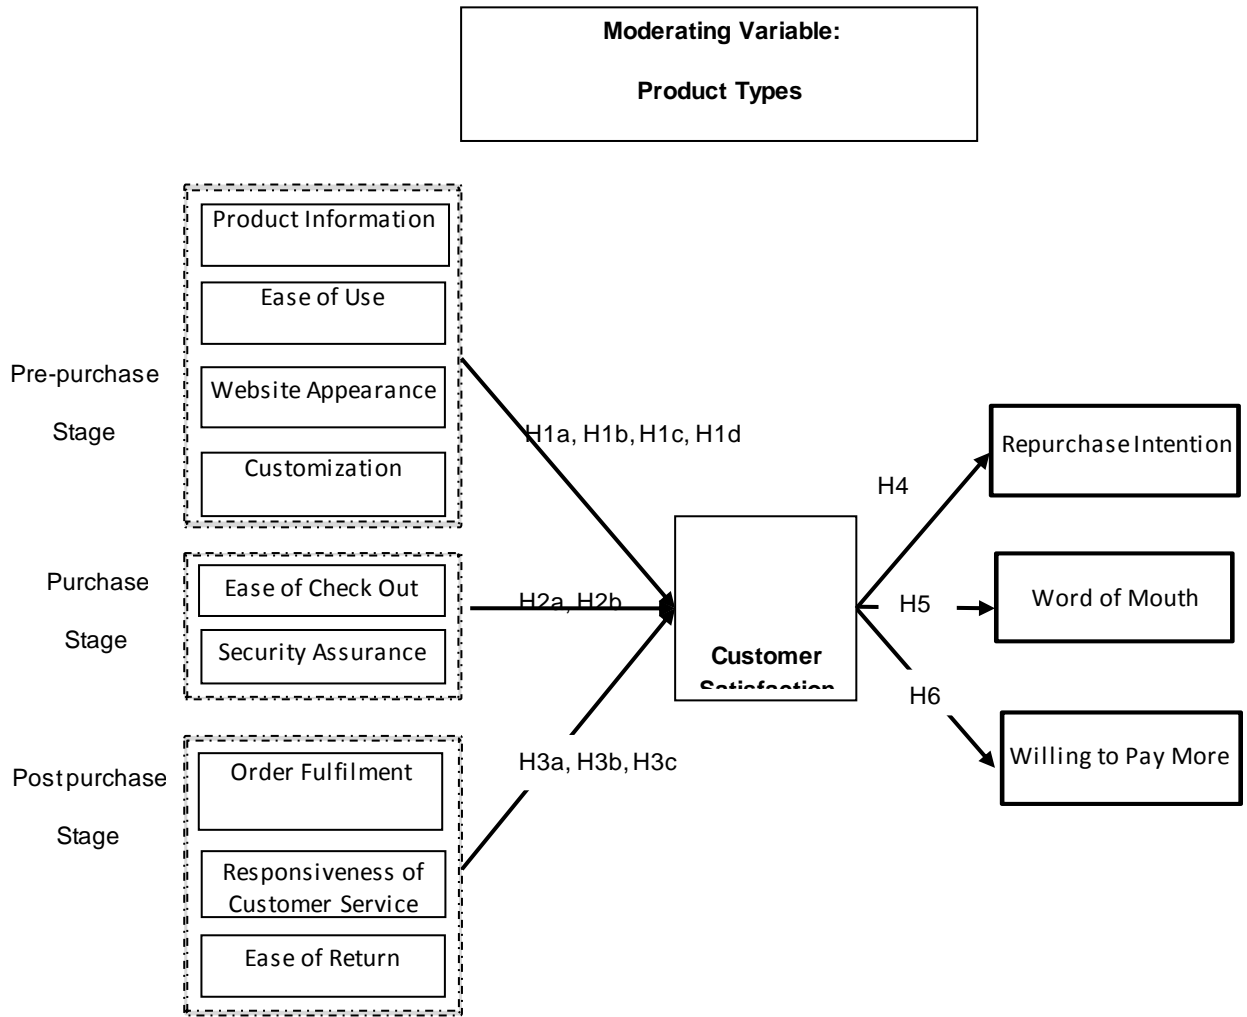 Moderating Variable:
Product Types
Product Information
Ease of Use
Pre-purchase
Stage
Website Appearance
Customization
H1a, H1b, H1c, H1d
Purchase
Stage
Ease of Check Out
Security Assurance
H2a, H2b
Post purchase
Stage
Order Fulfilment
Responsiveness of
Customer Service
Ease of Return
H3a, H3b, H3c
Customer
Satisfaction
H4
Repurchase Intention
H5
Word of Mouth
H6
Willing to Pay More